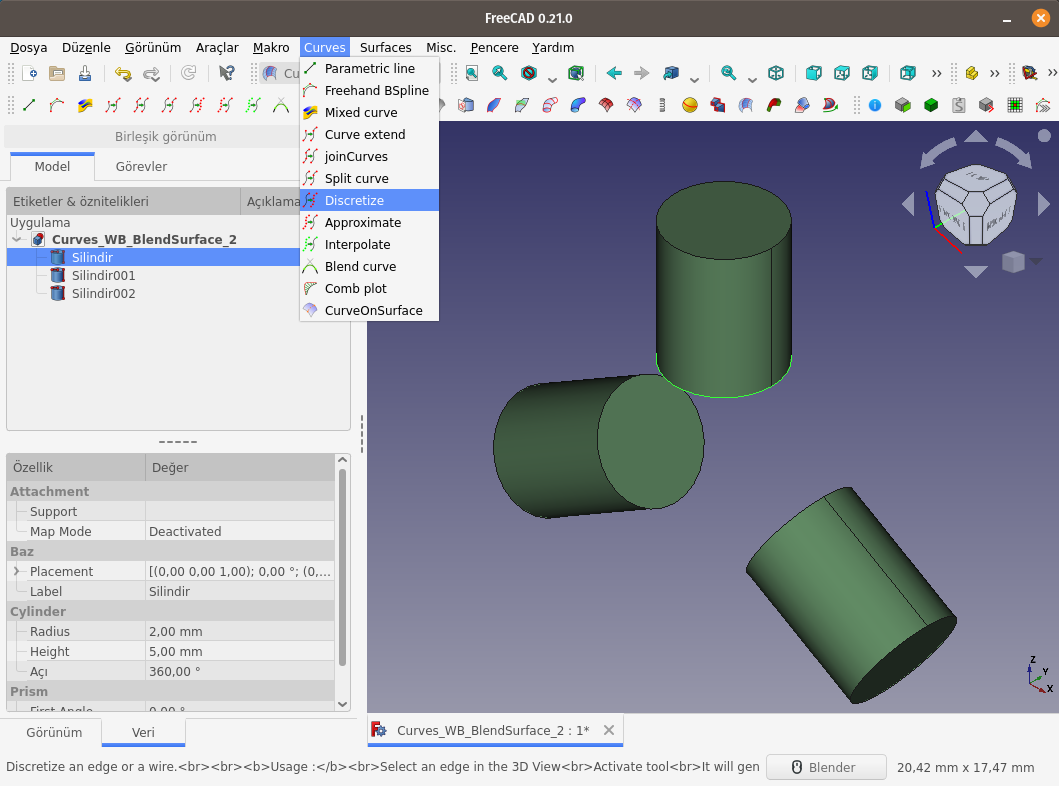 FreeCAD 0.21.0
Dosya Düzenle Görünüm Araçlar Makro Curves Surfaces Misc. Pencere Yardım
Cu
Parametric line
Freehand BSpline
Mixed curve
Curve extend
joinCurves
Split curve
Discretize
Approximate
Interpolate
Blend curve
Comb plot
CurveOnSurface
Birleşik görünüm
Model Görevler
Etiketler & öznitelikleri Açıklama
Uygulama
Curves_WB_BlendSurface_2
Silindir
Silindir001
Silindir002
Özellik Değer
Attachment
Support
Map Mode Deactivated
Baz
Placement [(0,00 0,00 1,00); 0,00 °; (0,...
Label Silindir
Cylinder
Radius 2,00 mm
Height 5,00 mm
Açı 360,00 °
Prism
First Angle 0,00 °
Görünüm Veri
Z
Y
X
Curves_WB_BlendSurface_2 : 1*
Discretize an edge or a wire.<br><br><b>Usage :</b><br>Select an edge in the 3D View<br>Activate tool<br>It will gen
Blender
20,42 mm x 17,47 mm